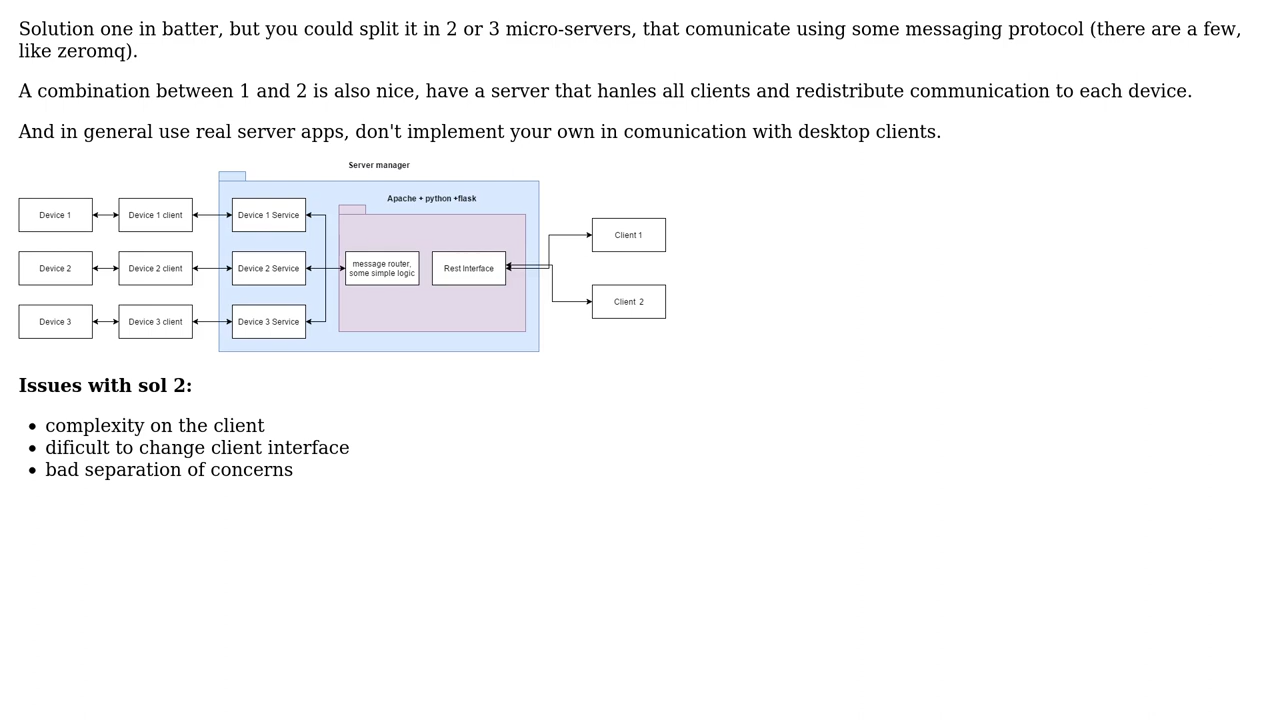 Solution one in batter, but you could split it in 2 or 3 micro-servers, that comunicate using some messaging protocol (there are a few,
like zeromq).
A combination between 1 and 2 is also nice, have a server that hanles all clients and redistribute communication to each device.
And in general use real server apps, don't implement your own in comunication with desktop clients.
Server manager
Apache + python +flask
Device 1
Device 1 client
Device 1 Service
Client 1
Device 2
Device 2 client
Device 2 Service
message router,
some simple logic
Rest Interface
Client 2
Device 3
Device 3 client
Device 3 Service
Issues with sol 2:
• complexity on the client
• dificult to change client interface
• bad separation of concerns